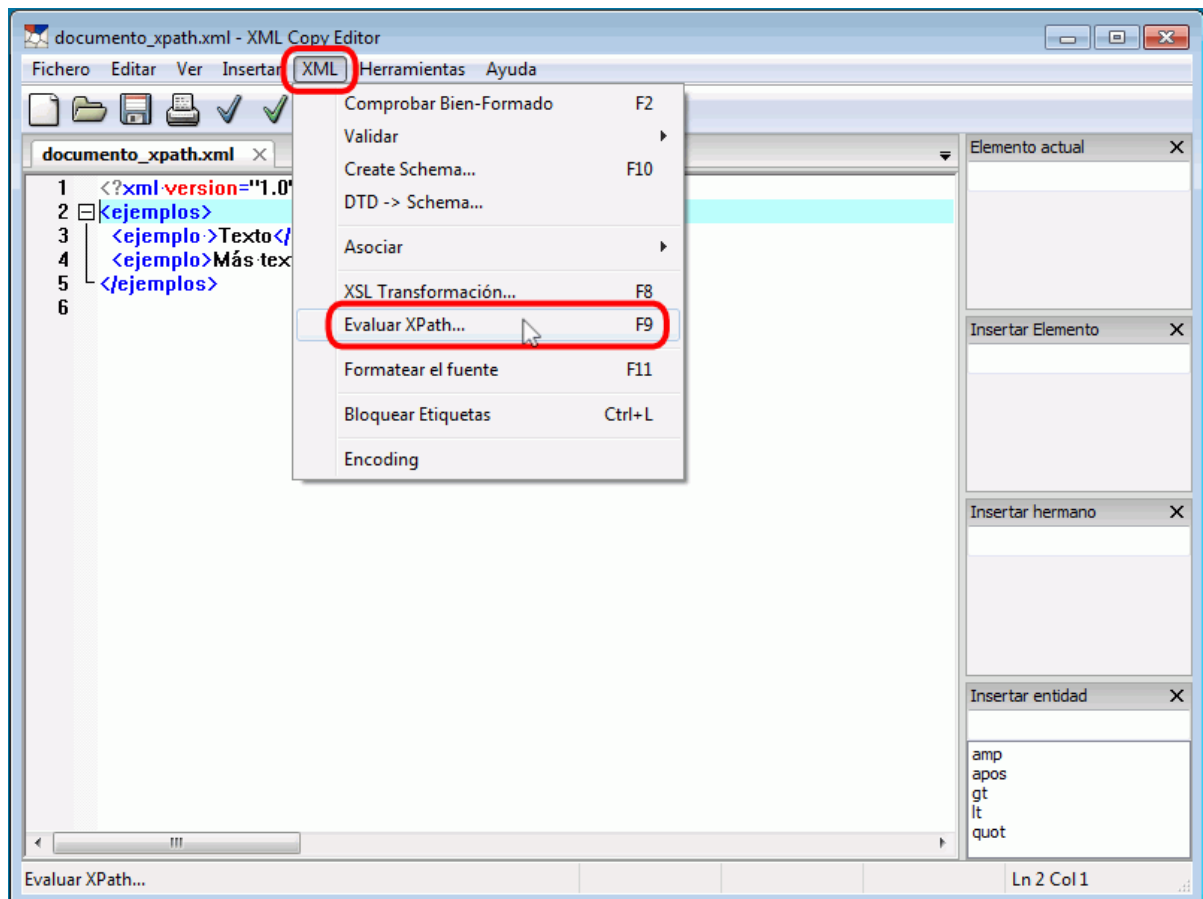 documento_xpath.xml - XML Copy Editor
Fichero Editar Ver Insertar XML Herramientas Ayuda
documento_xpath.xml
1 <?xml·version="1.0"
2 <ejemplos>
3 <ejemplo·>Texto</
4 <ejemplo>Más·tex
5 </ejemplos>
6
Comprobar Bien-Formado F2
Validar
Create Schema... F10
DTD -> Schema...
Asociar
XSL Transformación... F8
Evaluar XPath... F9
Formatear el fuente F11
Bloquear Etiquetas Ctrl+L
Encoding
Elemento actual
Insertar Elemento
Insertar hermano
Insertar entidad
amp
apos
gt
lt
quot
Evaluar XPath... Ln 2 Col 1